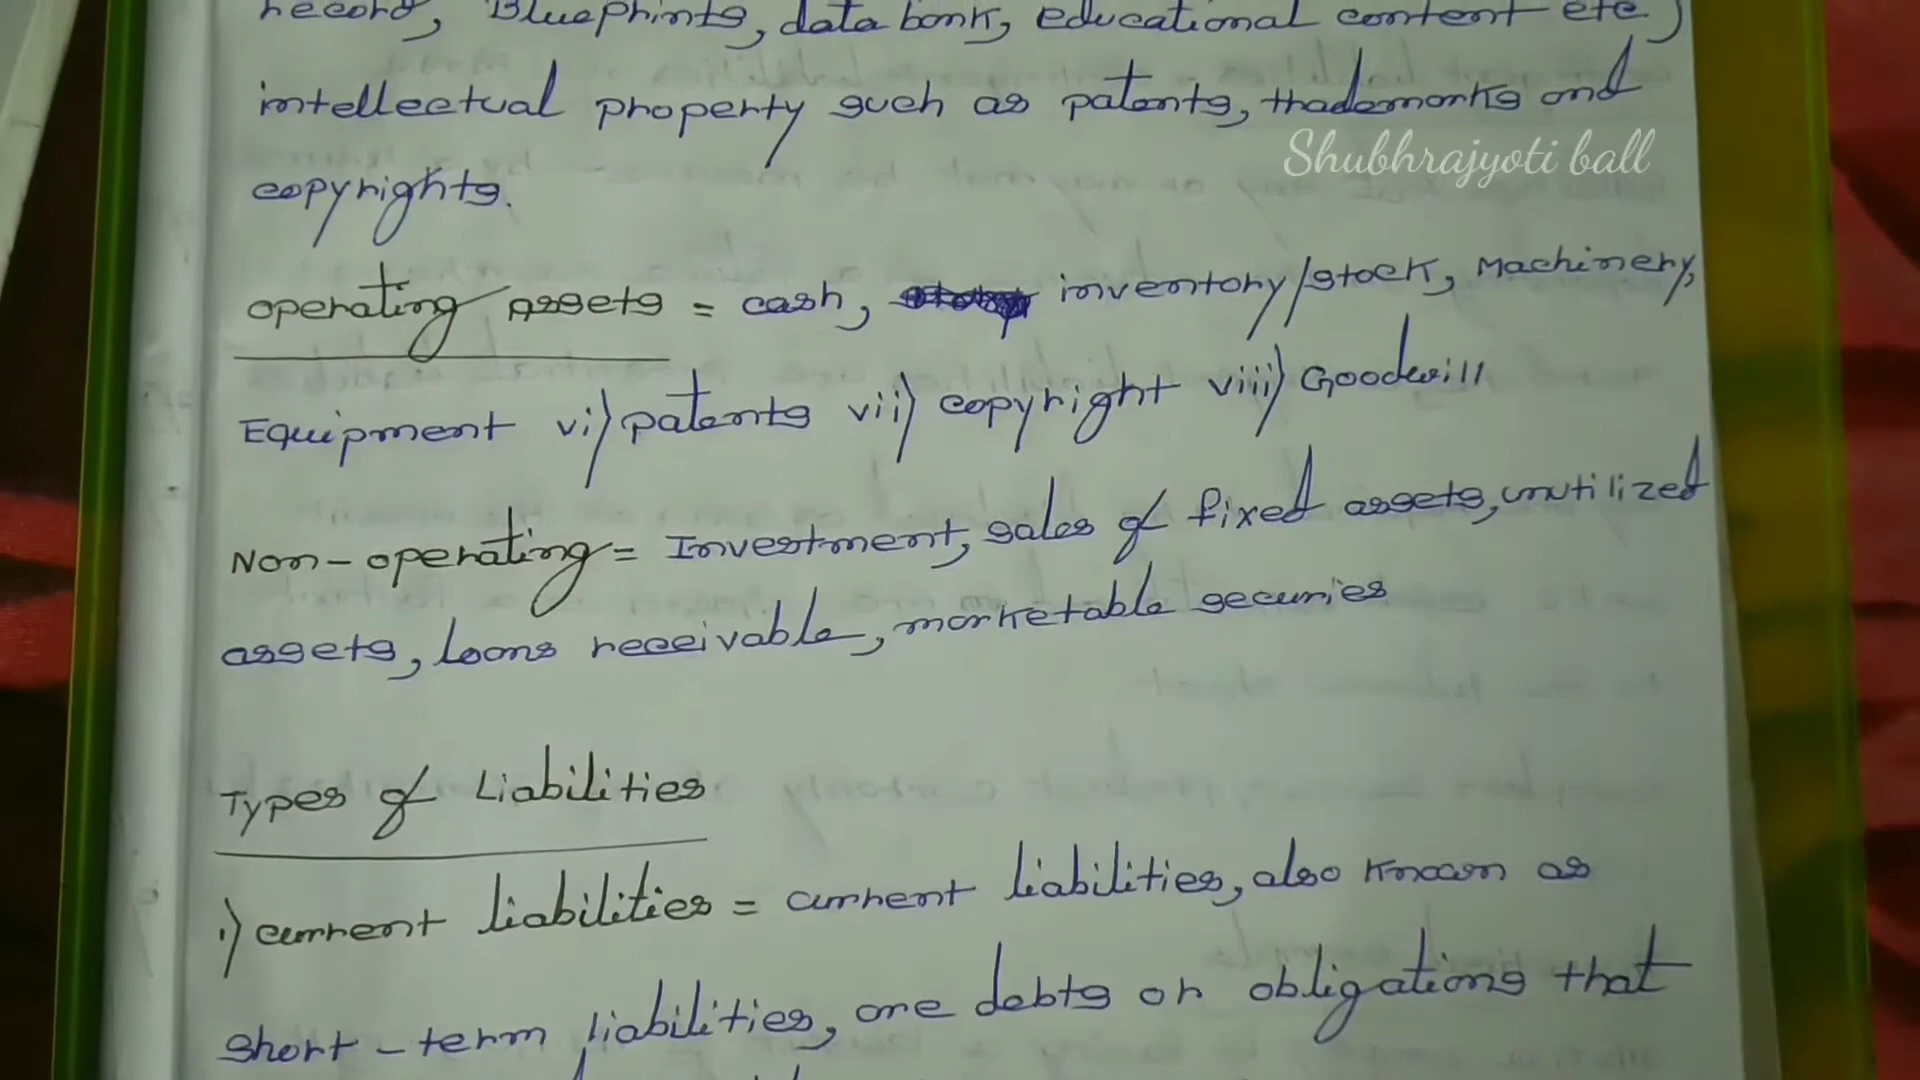 record, Blueprints, data bank, educational content etc)
intellectual property such as patents, trademarks and
Shubhrajyoti ball
copyrights.
operating Assets = cash, inventory/stock, Machinery,
Equipment vi) patents vii) copyright viii) Goodwill
Non-operating = Investment, sales of fixed assets, unutilized
assets, Loans receivable, marketable securies
Types of Liabilities
i) current liabilities = current liabilities, also known as
short-term liabilities, are debts or obligations that